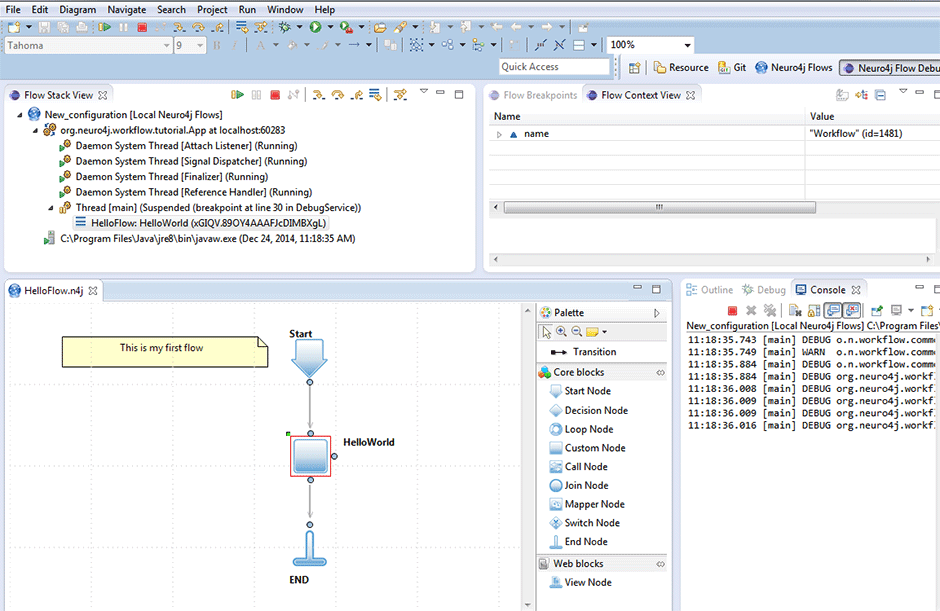 File Edit Diagram Navigate Search Project Run Window Help
Tahoma 9 B I A 100%
Quick Access Resource Git Neuro4j Flows Neuro4j Flow Debu
Flow Stack View
New_configuration [Local Neuro4j Flows]
org.neuro4j.workflow.tutorial.App at localhost:60283
Daemon System Thread [Attach Listener] (Running)
Daemon System Thread [Signal Dispatcher] (Running)
Daemon System Thread [Finalizer] (Running)
Daemon System Thread [Reference Handler] (Running)
Thread [main] (Suspended (breakpoint at line 30 in DebugService))
HelloFlow: HelloWorld (xGIQV.89OY4AAAFJcDIMBXgL)
C:\Program Files\Java\jre8\bin\javaw.exe (Dec 24, 2014, 11:18:35 AM)
Flow Breakpoints Flow Context View
Name Value
name "Workflow" (id=1481)
HelloFlow.n4j
This is my first flow
Start
HelloWorld
END
Palette
Transition
Core blocks
Start Node
Decision Node
Loop Node
Custom Node
Call Node
Join Node
Mapper Node
Switch Node
End Node
Web blocks
View Node
Outline Debug Console
New_configuration [Local Neuro4j Flows] C:\Program Files
11:18:35.743 [main] DEBUG o.n.workflow.comm
11:18:35.749 [main] WARN o.n.workflow.comm
11:18:35.884 [main] DEBUG o.n.workflow.comm
11:18:35.884 [main] DEBUG org.neuro4j.workf
11:18:36.008 [main] DEBUG org.neuro4j.workf
11:18:36.009 [main] DEBUG org.neuro4j.workf
11:18:36.009 [main] DEBUG org.neuro4j.workf
11:18:36.016 [main] DEBUG org.neuro4j.workf